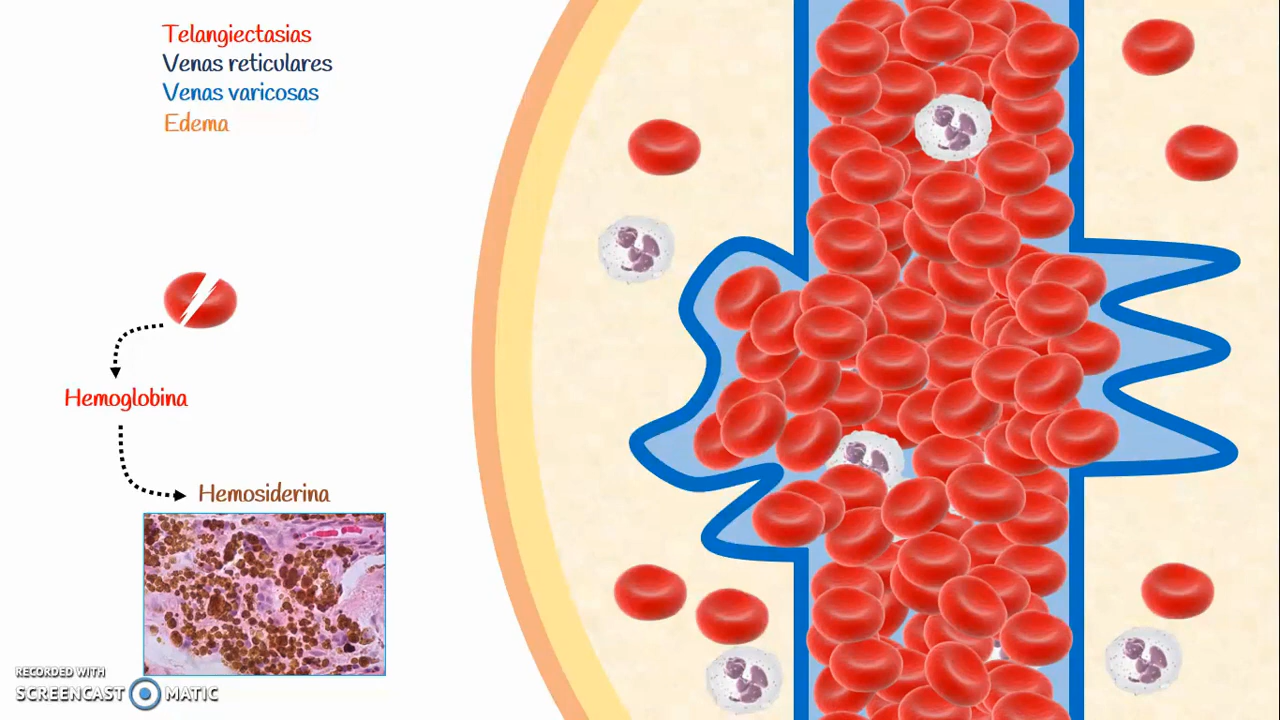 Telangiectasias
Venas reticulares
Venas varicosas
Edema
Hemoglobina
Hemosiderina
RECORDED WITH
SCREENCAST MATIC